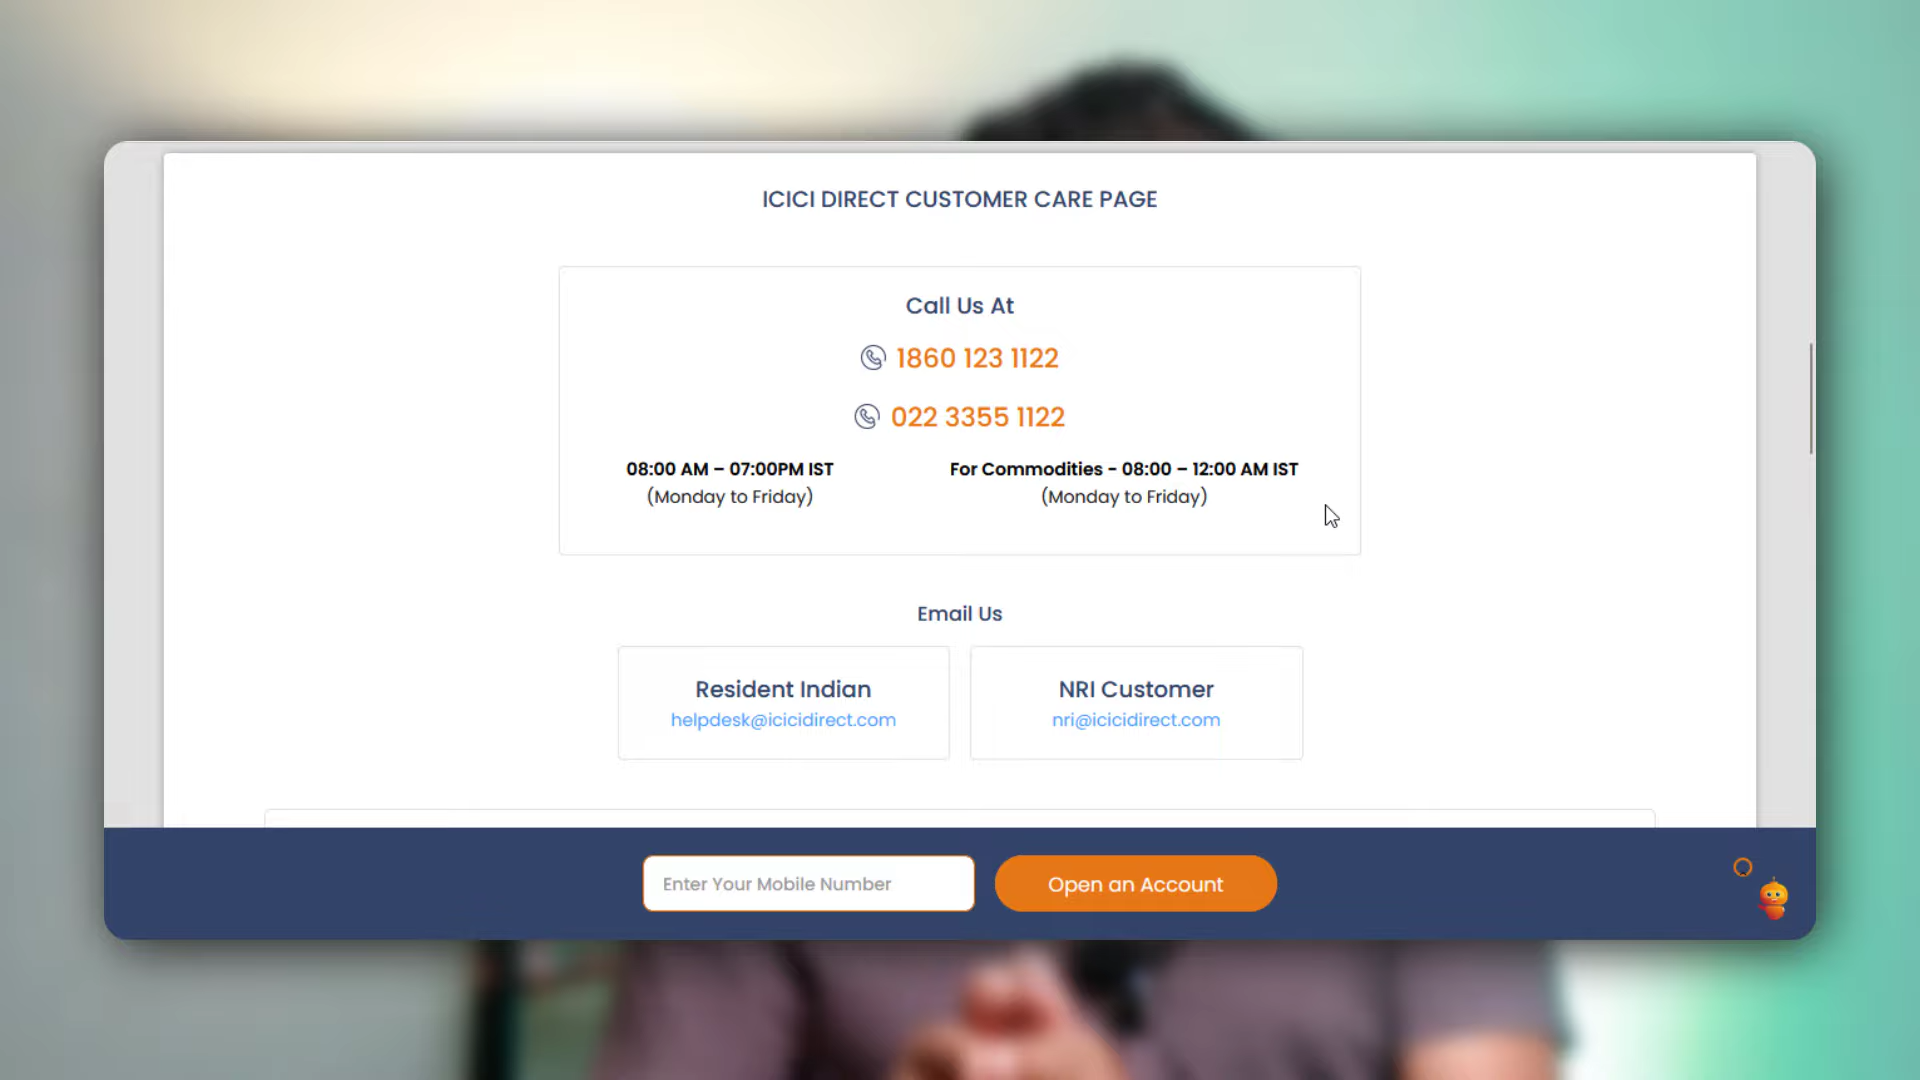 ICICI DIRECT CUSTOMER CARE PAGE
Call Us At
1860 123 1122
022 3355 1122
08:00 AM – 07:00PM IST
(Monday to Friday)
For Commodities - 08:00 – 12:00 AM IST
(Monday to Friday)
Email Us
Resident Indian
helpdesk@icicidirect.com
NRI Customer
nri@icicidirect.com
Enter Your Mobile Number
Open an Account